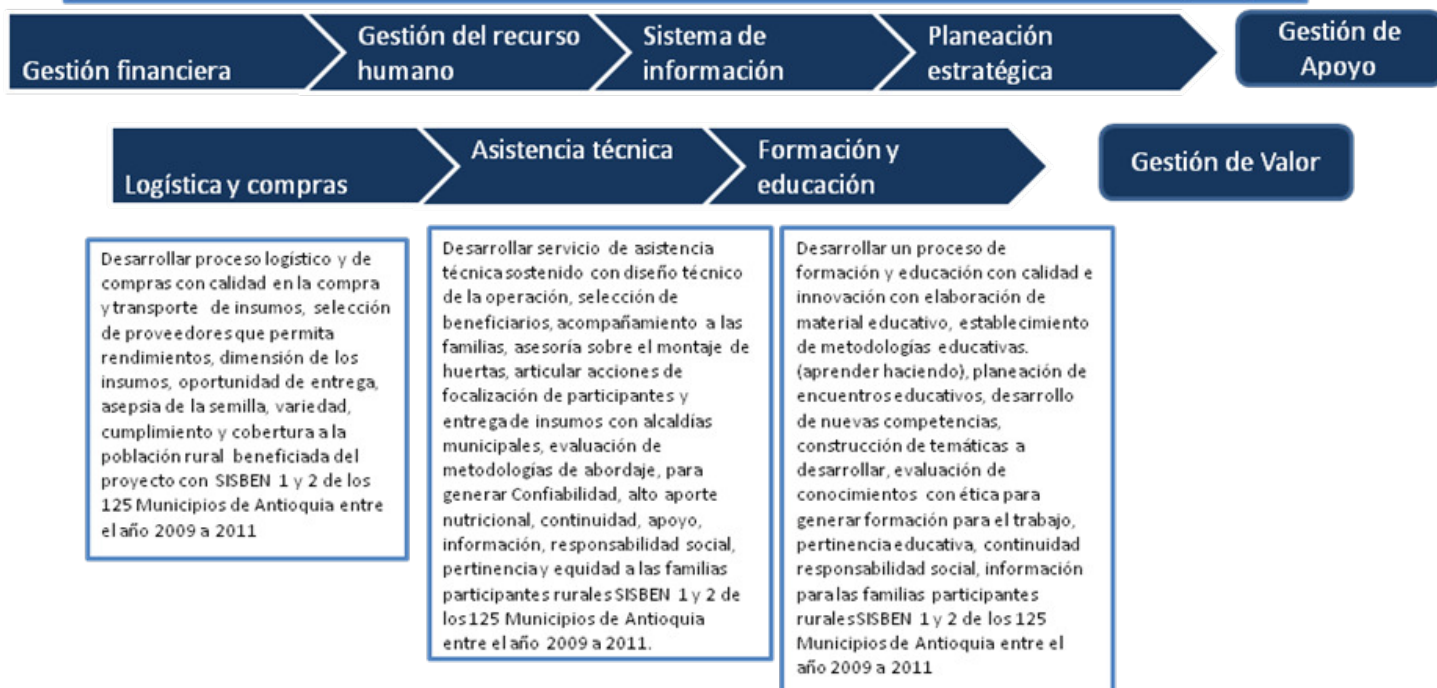 Gestión financiera
Gestión del recurso
humano
Sistema de
información
Planeación
estratégica
Gestión de
Apoyo
Logística y compras
Asistencia técnica
Formación y
educación
Gestión de Valor
Desarrollar proceso logístico y de
compras con calidad en la compra
y transporte de insumos, selección
de proveedores que permita
rendimientos, dimensión de los
insumos, oportunidad de entrega,
asepsia de la semilla, variedad,
cumplimiento y cobertura a la
población rural beneficiada del
proyecto con SISBEN 1 y 2 de los
125 Municipios de Antioquia entre
el año 2009 a 2011
Desarrollar servicio de asistencia
técnica sostenido con diseño técnico
de la operación, selección de
beneficiarios, acompañamiento a las
familias, asesoría sobre el montaje de
huertas, articular acciones de
focalización de participantes y
entrega de insumos con alcaldías
municipales, evaluación de
metodologías de abordaje, para
generar Confiabilidad, alto aporte
nutricional, continuidad, apoyo,
información, responsabilidad social,
pertinencia y equidad a las familias
participantes rurales SISBEN 1 y 2 de
los 125 Municipios de Antioquia
entre el año 2009 a 2011.
Desarrollar un proceso de
formación y educación con calidad e
innovación con elaboración de
material educativo, establecimiento
de metodologías educativas.
(aprender haciendo), planeación de
encuentros educativos, desarrollo
de nuevas competencias,
construcción de temáticas a
desarrollar, evaluación de
conocimientos con ética para
generar formación para el trabajo,
pertinencia educativa, continuidad
responsabilidad social, información
para las familias participantes
rurales SISBEN 1 y 2 de los 125
Municipios de Antioquia entre el
año 2009 a 2011